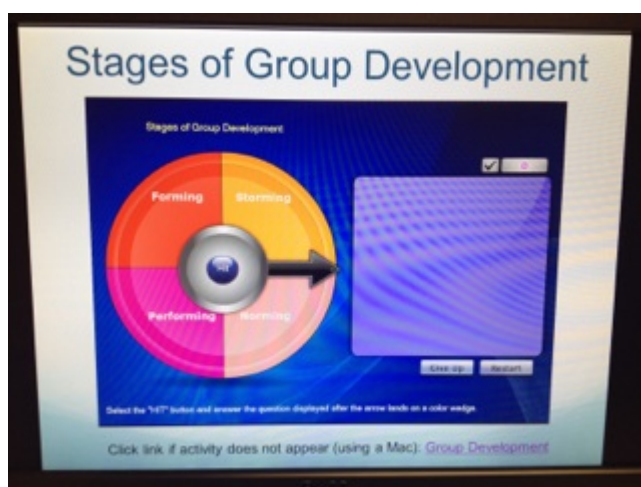 Stages of Group Development
Stages of Group Development
Forming
Storming
Performing
Norming
0
Give Up
Restart
Select the "HIT" button and answer the question displayed after the arrow lands on a color wedge.
Click link if activity does not appear (using a Mac): Group Development